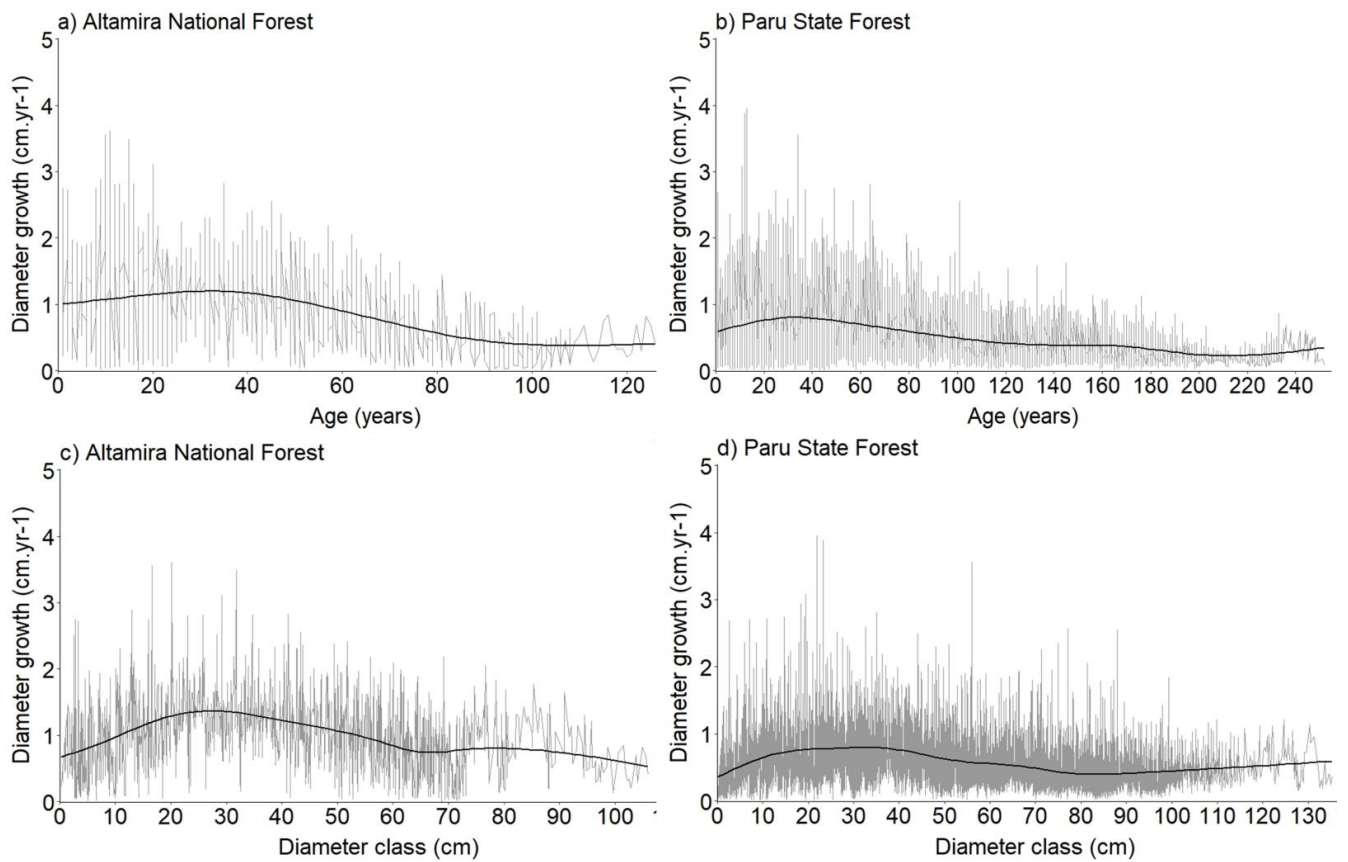 a) Altamira National Forest
5
4
3
2
1
0
Diameter growth (cm.yr-1)
0 20 40 60 80 100 120
Age (years)
b) Paru State Forest
5
4
3
2
1
0
Diameter growth (cm.yr-1)
0 20 40 60 80 100 120 140 160 180 200 220 240
Age (years)
c) Altamira National Forest
5
4
3
2
1
0
Diameter growth (cm.yr-1)
0 10 20 30 40 50 60 70 80 90 100
Diameter class (cm)
d) Paru State Forest
5
4
3
2
1
0
Diameter growth (cm.yr-1)
0 10 20 30 40 50 60 70 80 90 100 110 120 130
Diameter class (cm)